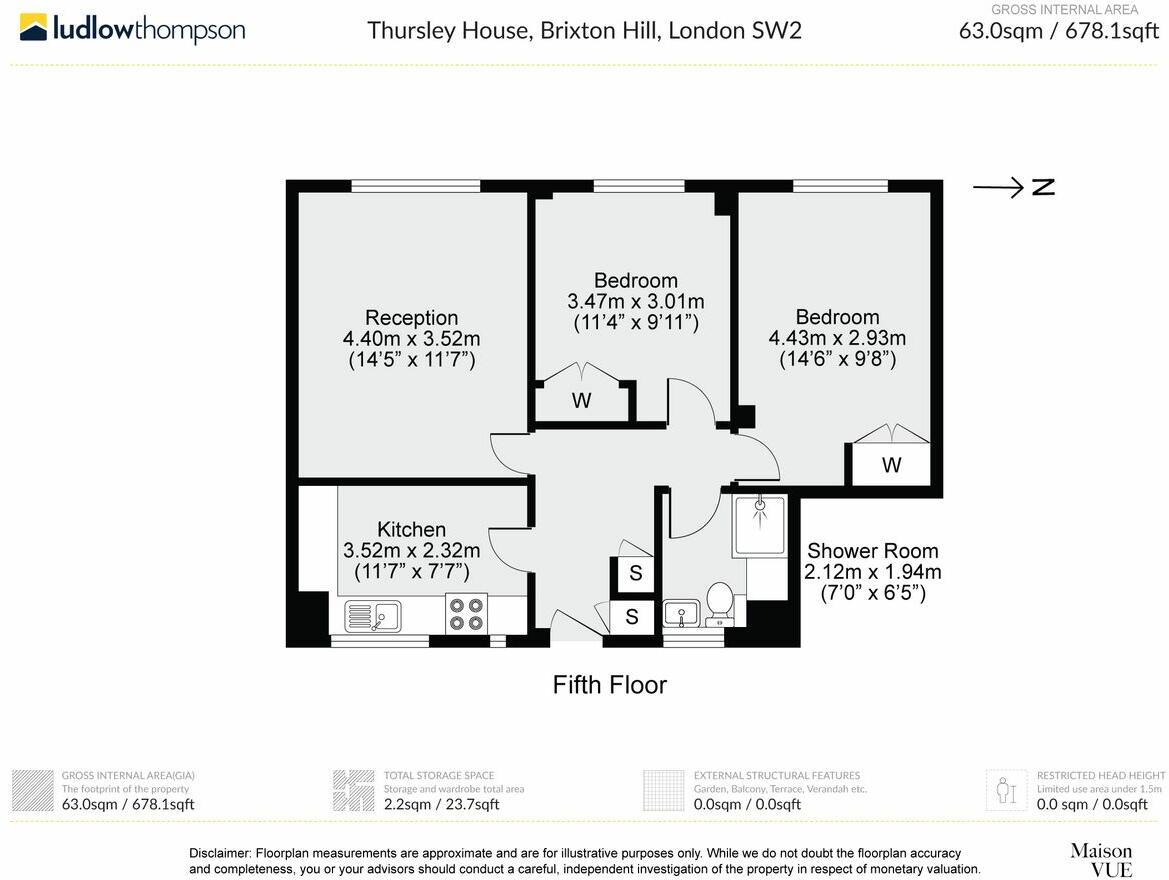 ludlowthompson
Thursley House, Brixton Hill, London SW2
GROSS INTERNAL AREA
63.0sqm / 678.1sqft
N
Reception
4.40m x 3.52m
(14’5” x 11’7”)
Bedroom
3.47m x 3.01m
(11’4” x 9’11”)
W
Bedroom
4.43m x 2.93m
(14’6” x 9’8”)
W
Kitchen
3.52m x 2.32m
(11’7” x 7’7”)
S
S
Shower Room
2.12m x 1.94m
(7’0” x 6’5”)
Fifth Floor
GROSS INTERNAL AREA(GIA)
The footprint of the property
63.0sqm / 678.1sqft
TOTAL STORAGE SPACE
Storage and wardrobe total area
2.2sqm / 23.7sqft
EXTERNAL STRUCTURAL FEATURES
Garden, Balcony, Terrace, Verandah etc.
0.0sqm / 0.0sqft
RESTRICTED HEAD HEIGHT
Limited use area under 1.5m
0.0 sqm / 0.0sqft
Disclaimer: Floorplan measurements are approximate and are for illustrative purposes only. While we do not doubt the floorplan accuracy
and completeness, you or your advisors should conduct a careful, independent investigation of the property in respect of monetary valuation.
Maison
VUE